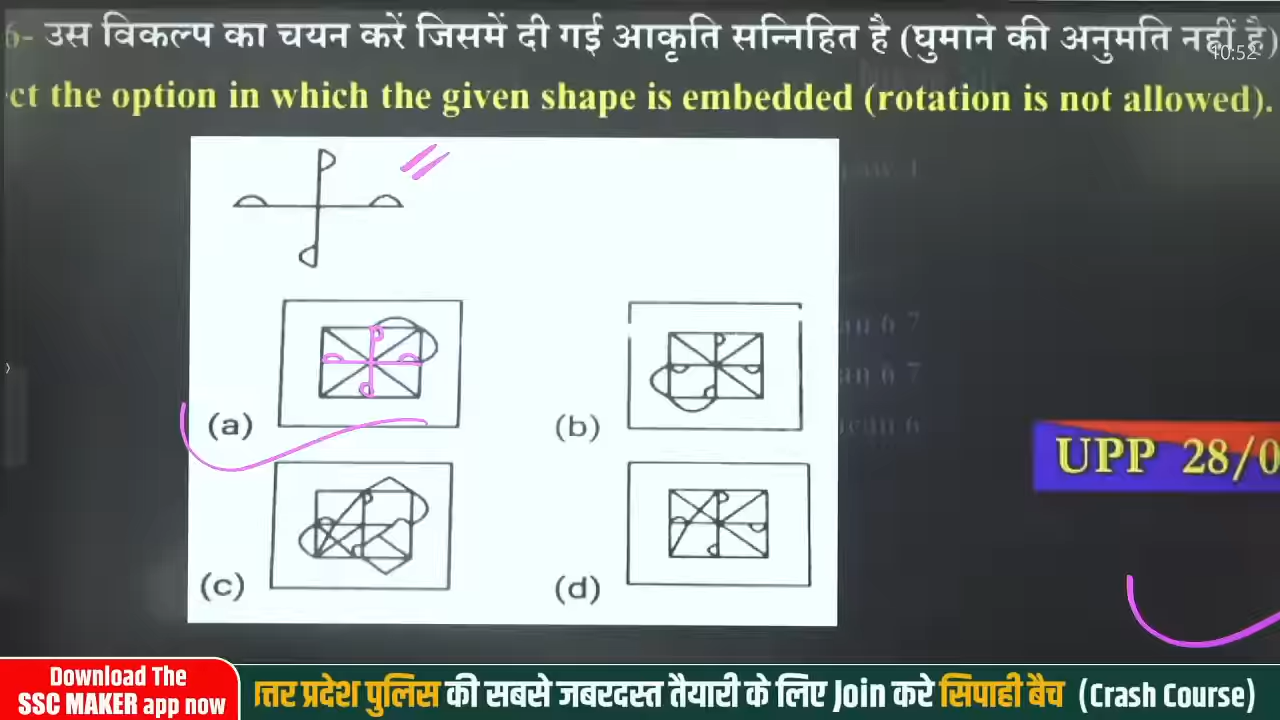 6- उस विकल्प का चयन करें जिसमें दी गई आकृति सन्निहित है (घुमाने की अनुमति नहीं है)
10:52
ct the option in which the given shape is embedded (rotation is not allowed).
(a)
(b)
(c)
(d)
UPP 28/0
Download The
SSC MAKER app now
त्तर प्रदेश पुलिस की सबसे जबरदस्त तैयारी के लिए Join करे सिपाही बैच (Crash Course)